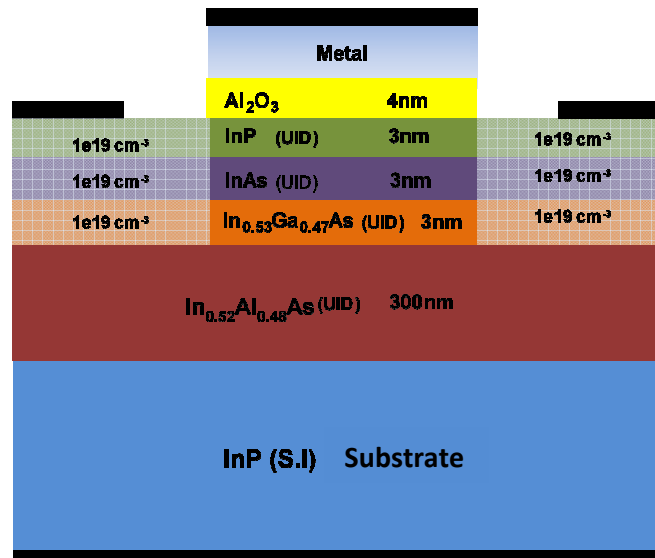 Metal
Al₂O₃ 4nm
1e19 cm⁻³ InP (UID) 3nm 1e19 cm⁻³
1e19 cm⁻³ InAs (UID) 3nm 1e19 cm⁻³
1e19 cm⁻³ In₀.₅₃Ga₀.₄₇As (UID) 3nm 1e19 cm⁻³
In₀.₅₂Al₀.₄₈As (UID) 300nm
InP (S.I) Substrate